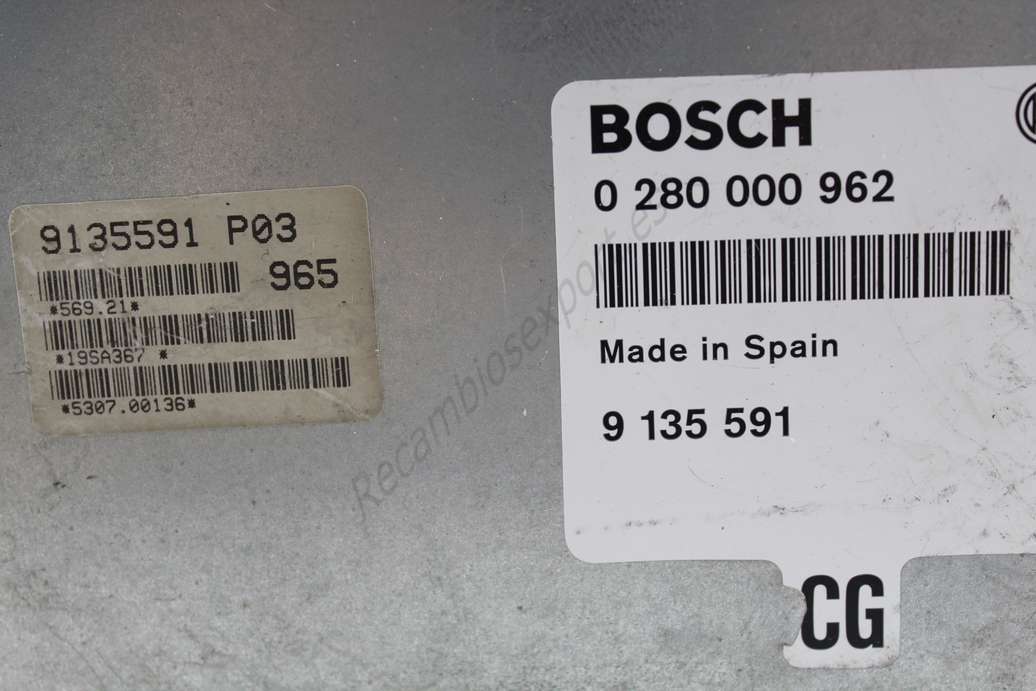 9135591 P03
965
*569.21*
*19SA367 *
*5307.00136*
BOSCH
0 280 000 962
Made in Spain
9 135 591
CG
Recambiosexpot.es